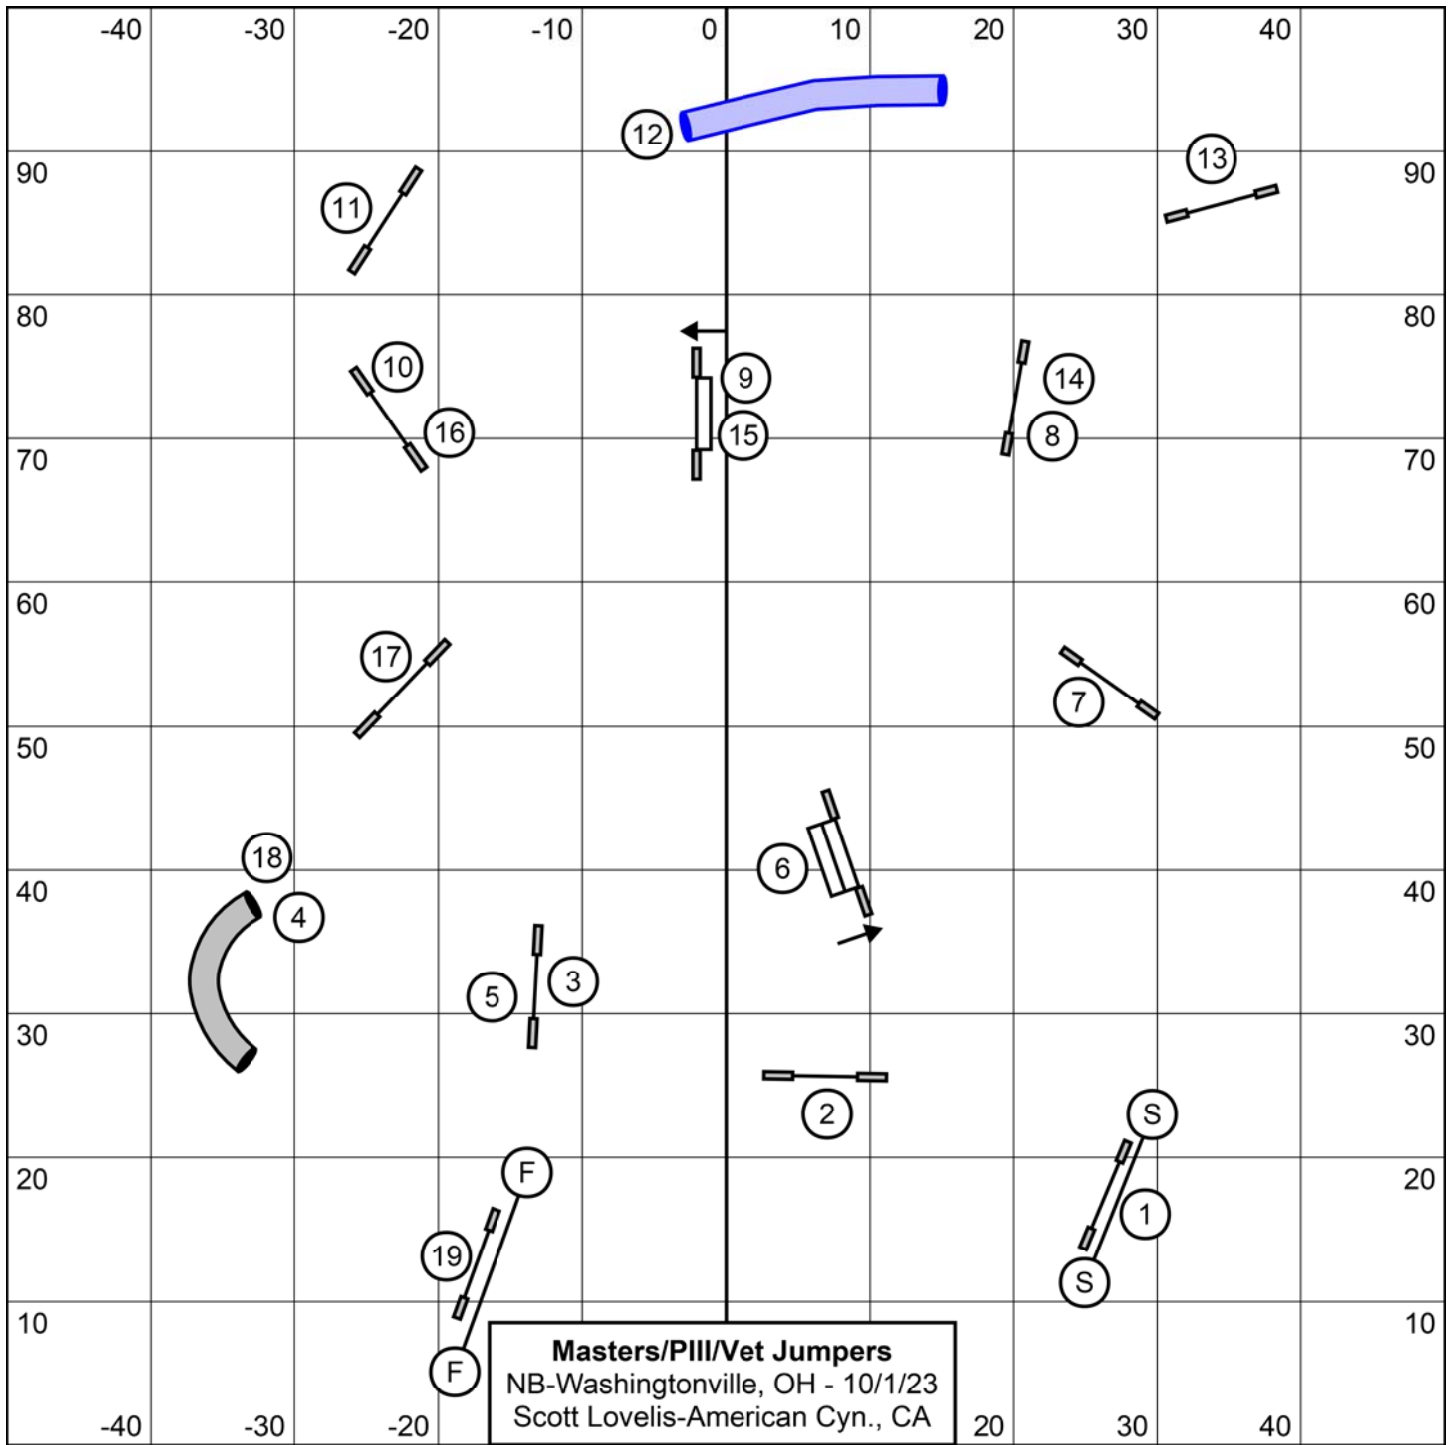 -40 -30 -20 -10 0 10 20 30 40
12
13
90 11 90
80 80
10 9 14
16 15 8
70 70
60 60
17
7
50 50
18 6
40 40
4
5 3
30 30
2 S
20 F 20
1
19
S
10 10
F
Masters/PIII/Vet Jumpers
NB-Washingtonville, OH - 10/1/23
Scott Lovelis-American Cyn., CA
-40 -30 -20 20 30 40